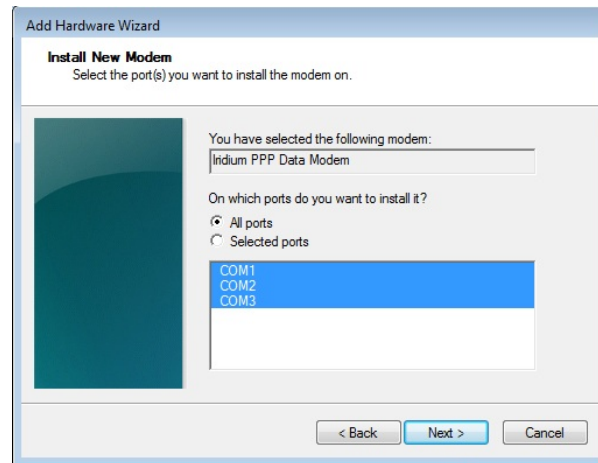 Add Hardware Wizard
Install New Modem
Select the port(s) you want to install the modem on.
You have selected the following modem:
Iridium PPP Data Modem
On which ports do you want to install it?
All ports
Selected ports
COM1
COM2
COM3
< Back
Next >
Cancel